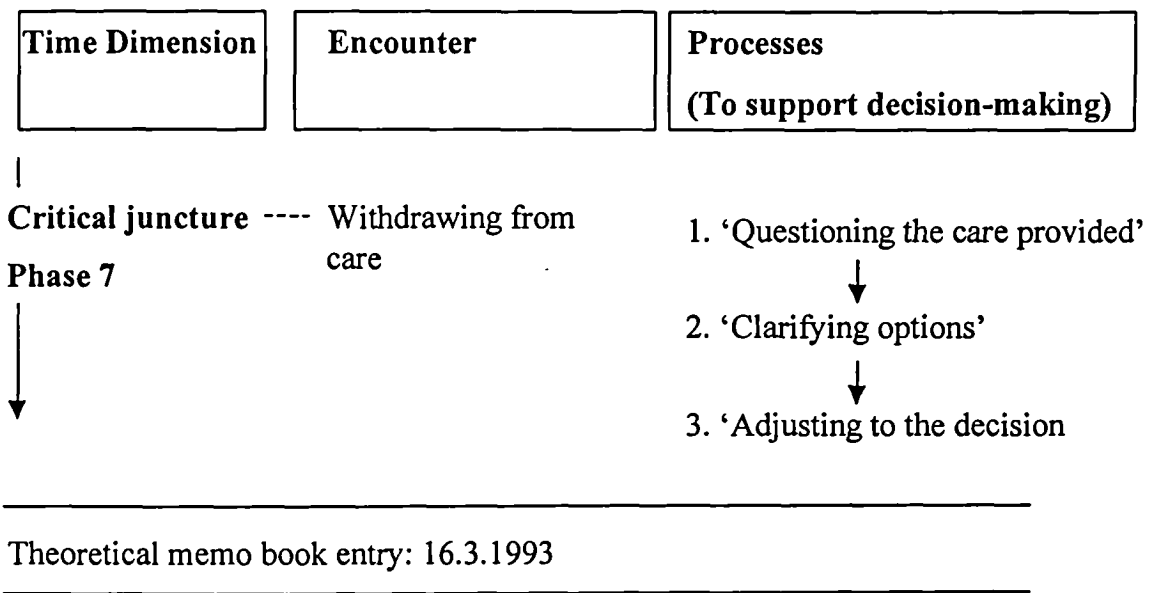 Time Dimension
Encounter
Processes
(To support decision-making)
Critical juncture ---- Withdrawing from
care
Phase 7
1. ‘Questioning the care provided’
2. ‘Clarifying options’
3. ‘Adjusting to the decision
Theoretical memo book entry: 16.3.1993